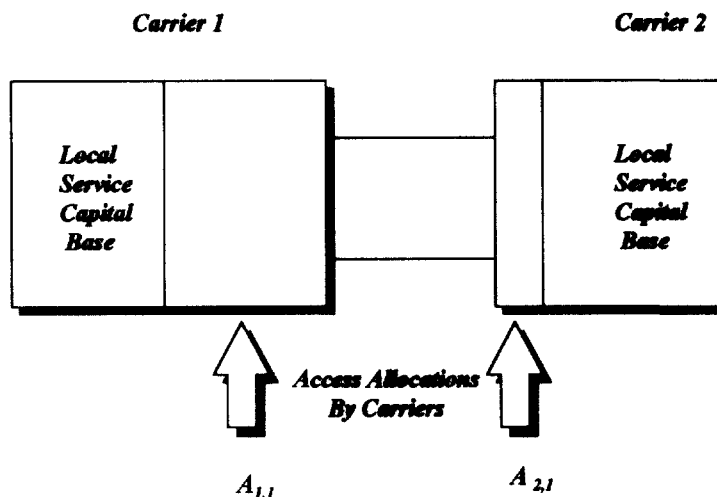 Carrier 1
Carrier 2
Local
Service
Capital
Base
Local
Service
Capital
Base
Access Allocations
By Carriers
A1,1
A 2,1